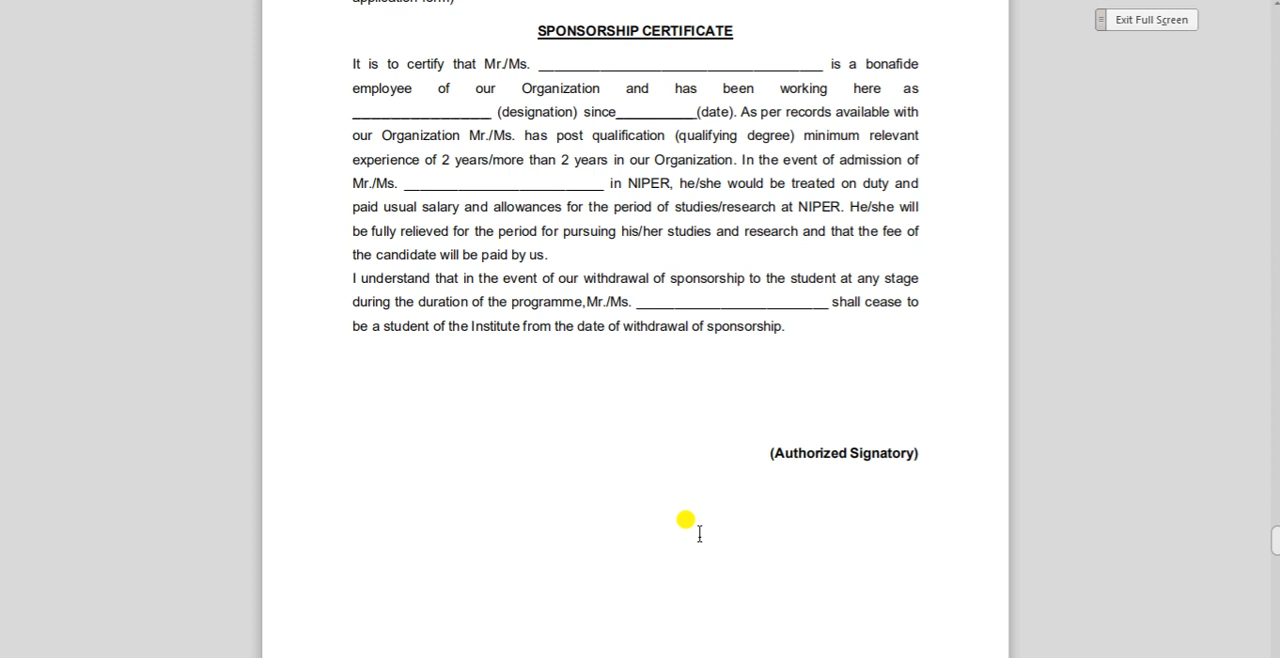 application form)
Exit Full Screen
SPONSORSHIP CERTIFICATE
It is to certify that Mr./Ms. _____________________________________ is a bonafide
employee of our Organization and has been working here as
_______________ (designation) since__________(date). As per records available with
our Organization Mr./Ms. has post qualification (qualifying degree) minimum relevant
experience of 2 years/more than 2 years in our Organization. In the event of admission of
Mr./Ms. __________________________ in NIPER, he/she would be treated on duty and
paid usual salary and allowances for the period of studies/research at NIPER. He/she will
be fully relieved for the period for pursuing his/her studies and research and that the fee of
the candidate will be paid by us.
I understand that in the event of our withdrawal of sponsorship to the student at any stage
during the duration of the programme,Mr./Ms. _________________________ shall cease to
be a student of the Institute from the date of withdrawal of sponsorship.
(Authorized Signatory)